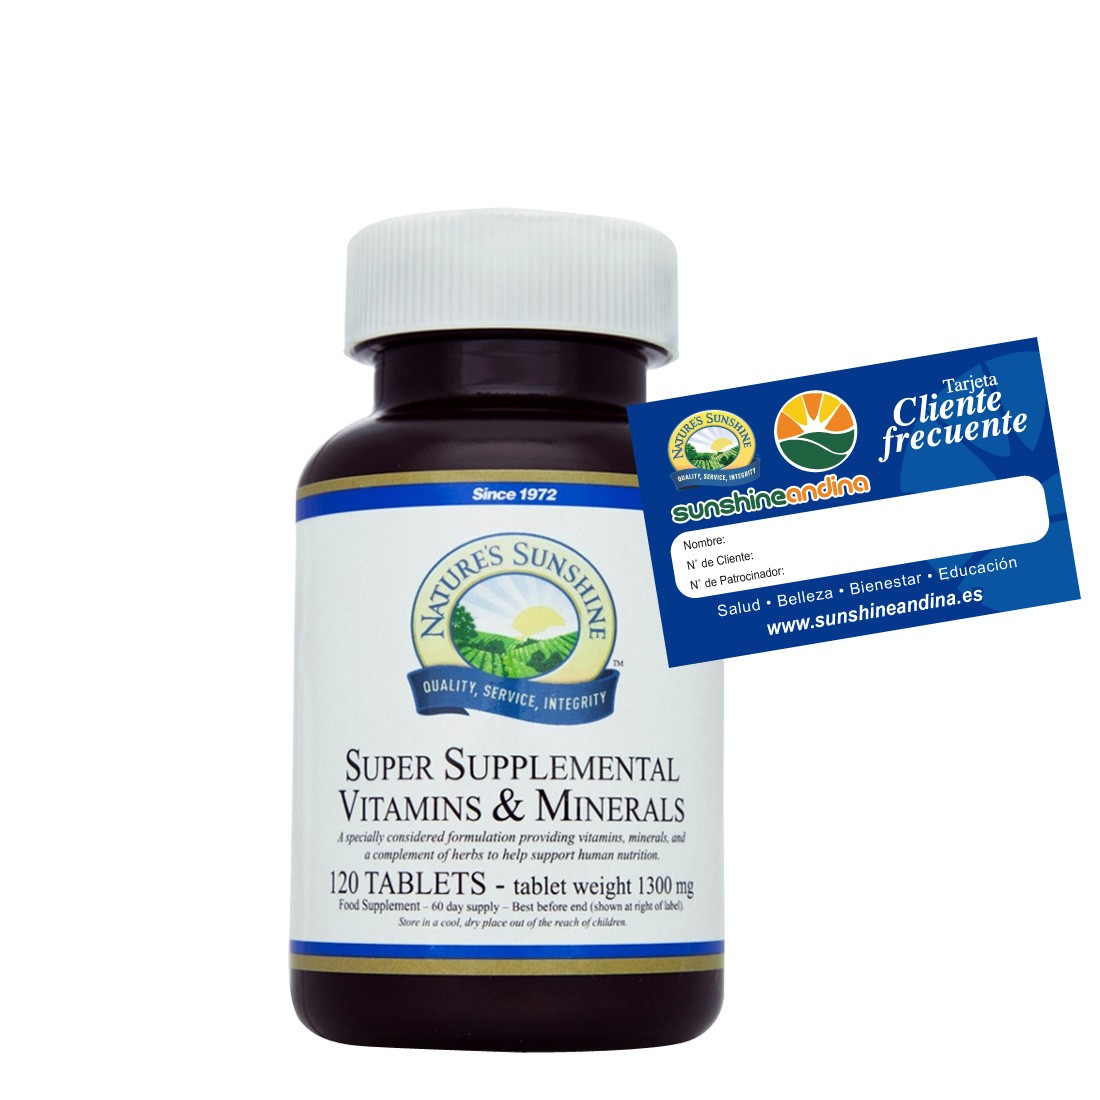 Since 1972
NATURE'S SUNSHINE
™
QUALITY, SERVICE, INTEGRITY
SUPER SUPPLEMENTAL
VITAMINS & MINERALS
A specially considered formulation providing vitamins, minerals, and
a complement of herbs to help support human nutrition.
120 TABLETS - tablet weight 1300 mg
Food Supplement – 60 day supply – Best before end (shown at right of label).
Store in a cool, dry place out of the reach of children.
NATURE'S SUNSHINE
QUALITY, SERVICE, INTEGRITY
sunshineandina
Tarjeta
Cliente
frecuente
Nombre:
N° de Cliente:
N° de Patrocinador:
Salud • Belleza • Bienestar • Educación
www.sunshineandina.es